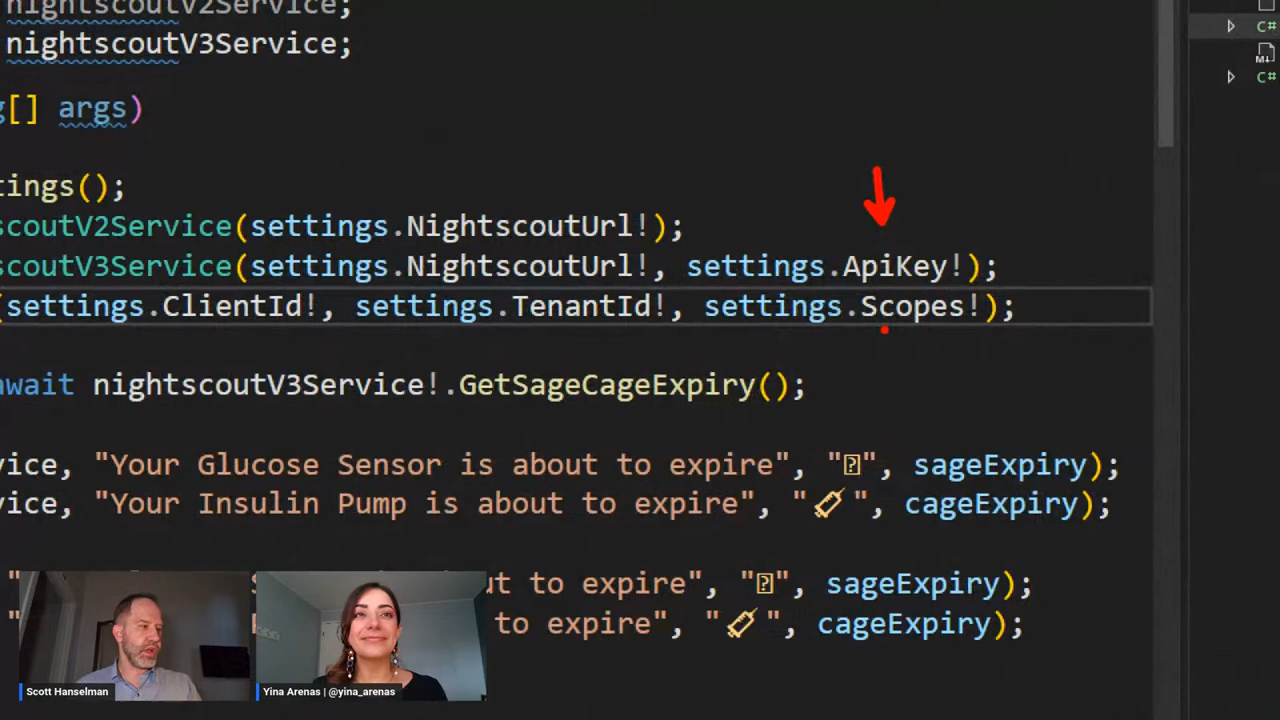 nightscoutV2Service;
nightscoutV3Service;
g[] args)
tings();
scoutV2Service(settings.NightscoutUrl!);
scoutV3Service(settings.NightscoutUrl!, settings.ApiKey!);
(settings.ClientId!, settings.TenantId!, settings.Scopes!);
await nightscoutV3Service!.GetSageCageExpiry();
vice, "Your Glucose Sensor is about to expire", "", sageExpiry);
vice, "Your Insulin Pump is about to expire", "💉", cageExpiry);
" ut to expire", "", sageExpiry);
" to expire", "💉", cageExpiry);
Scott Hanselman
Yina Arenas | @yina_arenas
C#
M↓
C#